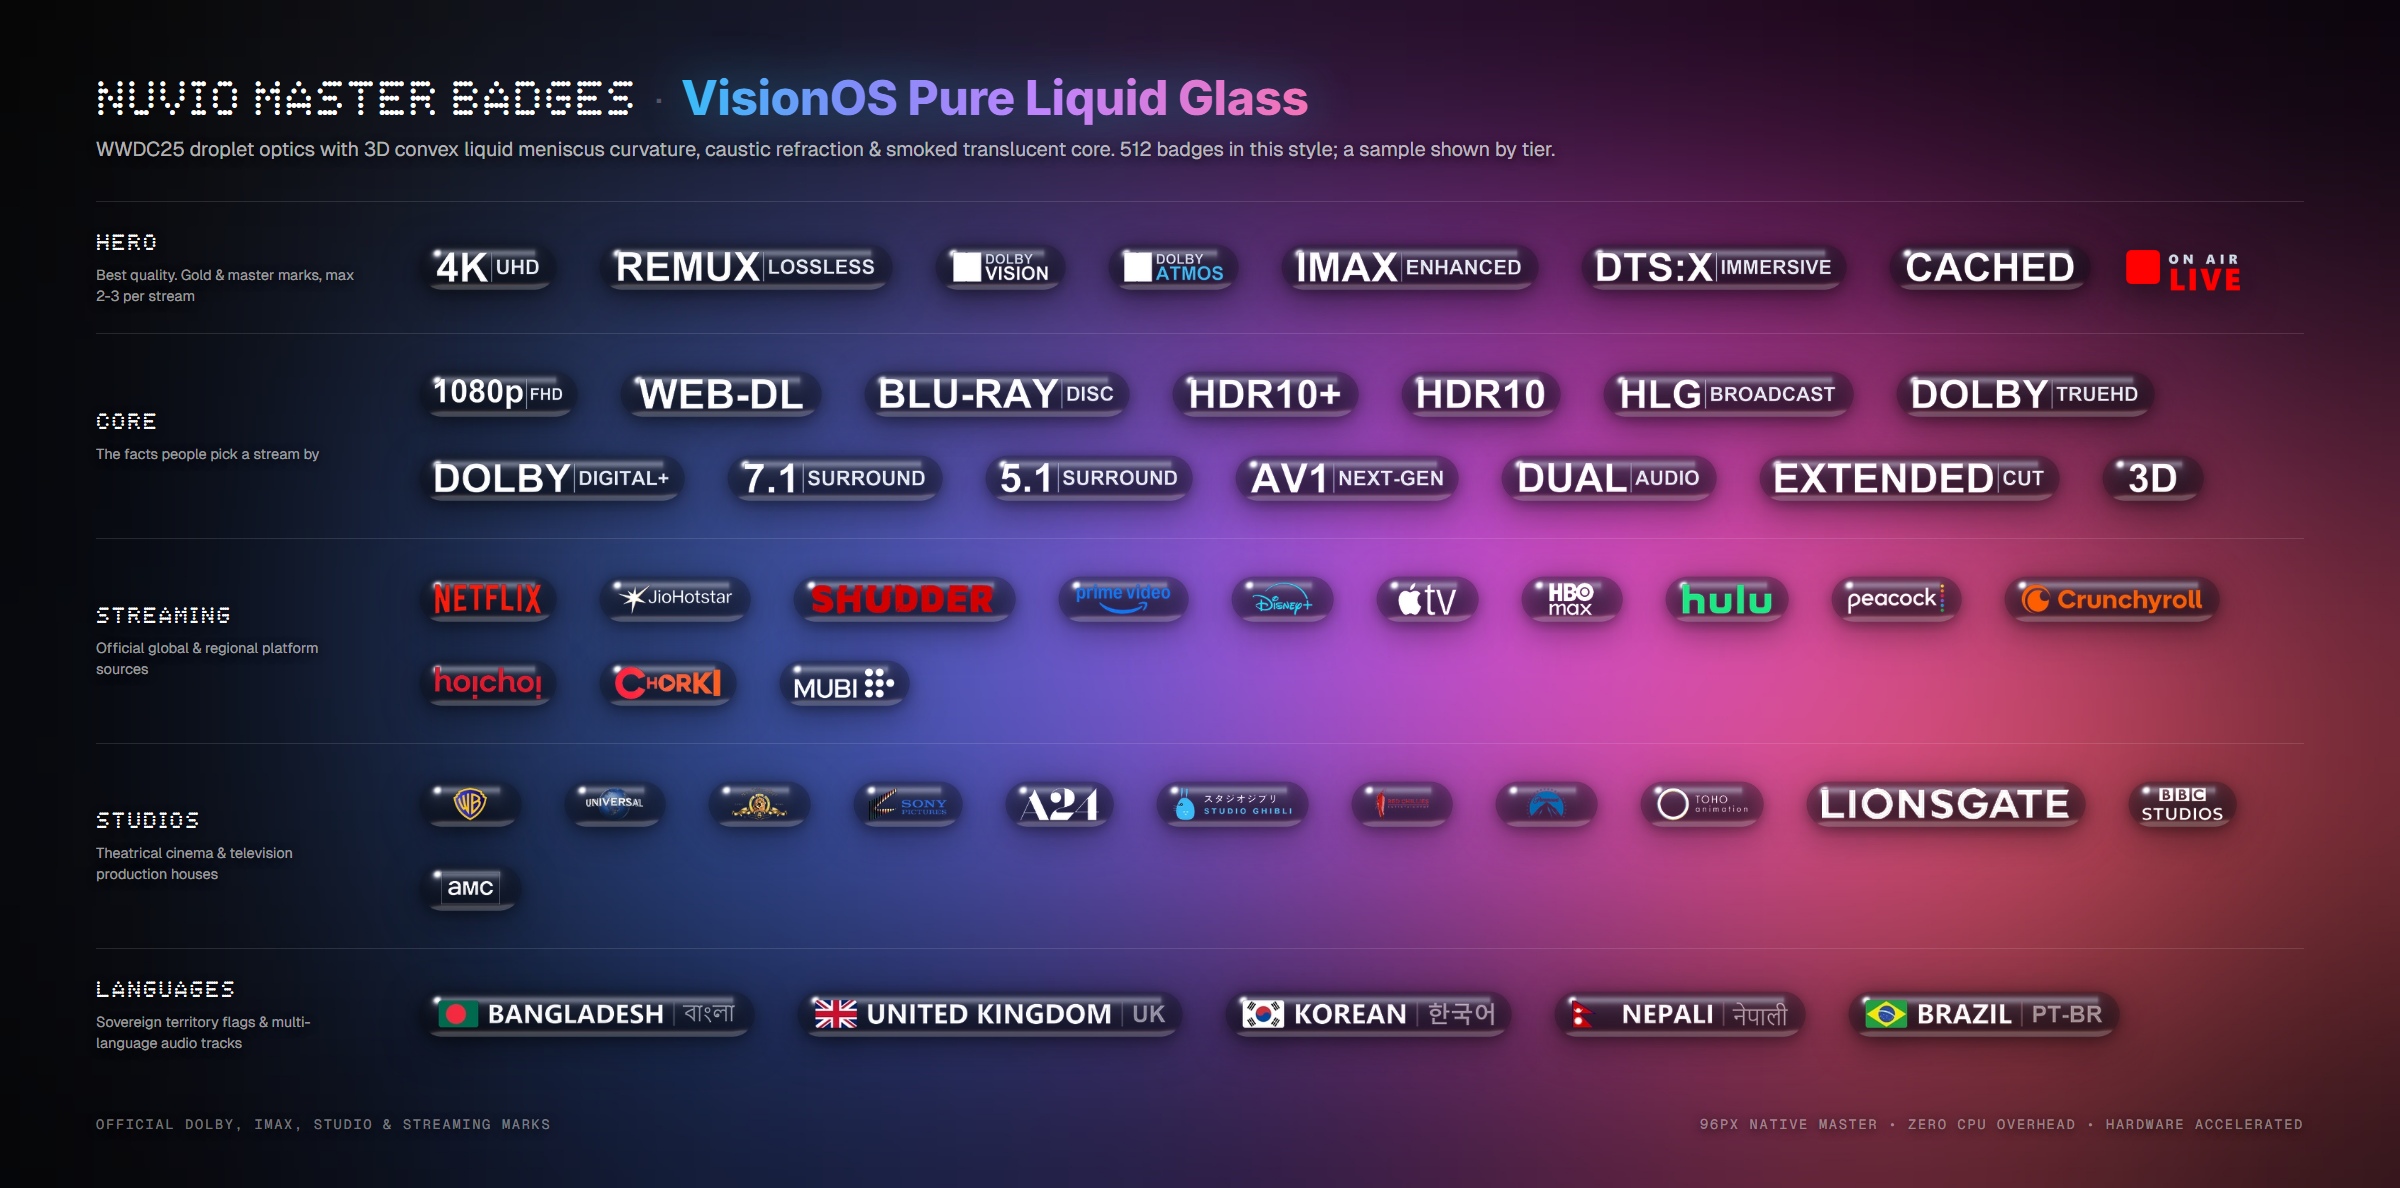 NUVIO MASTER BADGES · VisionOS Pure Liquid Glass
WWDC25 droplet optics with 3D convex liquid meniscus curvature, caustic refraction & smoked translucent core. 512 badges in this style; a sample shown by tier.
HERO
Best quality. Gold & master marks, max
2-3 per stream
4K UHD
REMUX LOSSLESS
DOLBY
VISION
DOLBY
ATMOS
IMAX ENHANCED
DTS:X IMMERSIVE
CACHED
ON AIR
LIVE
CORE
The facts people pick a stream by
1080p FHD
WEB-DL
BLU-RAY DISC
HDR10+
HDR10
HLG BROADCAST
DOLBY TRUEHD
DOLBY DIGITAL+
7.1 SURROUND
5.1 SURROUND
AV1 NEXT-GEN
DUAL AUDIO
EXTENDED CUT
3D
STREAMING
Official global & regional platform
sources
NETFLIX
JioHotstar
SHUDDER
prime video
Disney+
tv
HBO
max
hulu
peacock
Crunchyroll
hoichoi
CHORKI
MUBI
STUDIOS
Theatrical cinema & television
production houses
WB
UNIVERSAL
SONY
PICTURES
A24
スタジオジブリ
STUDIO GHIBLI
TOHO
animation
LIONSGATE
BBC
STUDIOS
aMC
LANGUAGES
Sovereign territory flags & multi-
language audio tracks
BANGLADESH | বাংলা
UNITED KINGDOM | UK
KOREAN | 한국어
NEPALI | नेपाली
BRAZIL | PT-BR
OFFICIAL DOLBY, IMAX, STUDIO & STREAMING MARKS
96PX NATIVE MASTER • ZERO CPU OVERHEAD • HARDWARE ACCELERATED